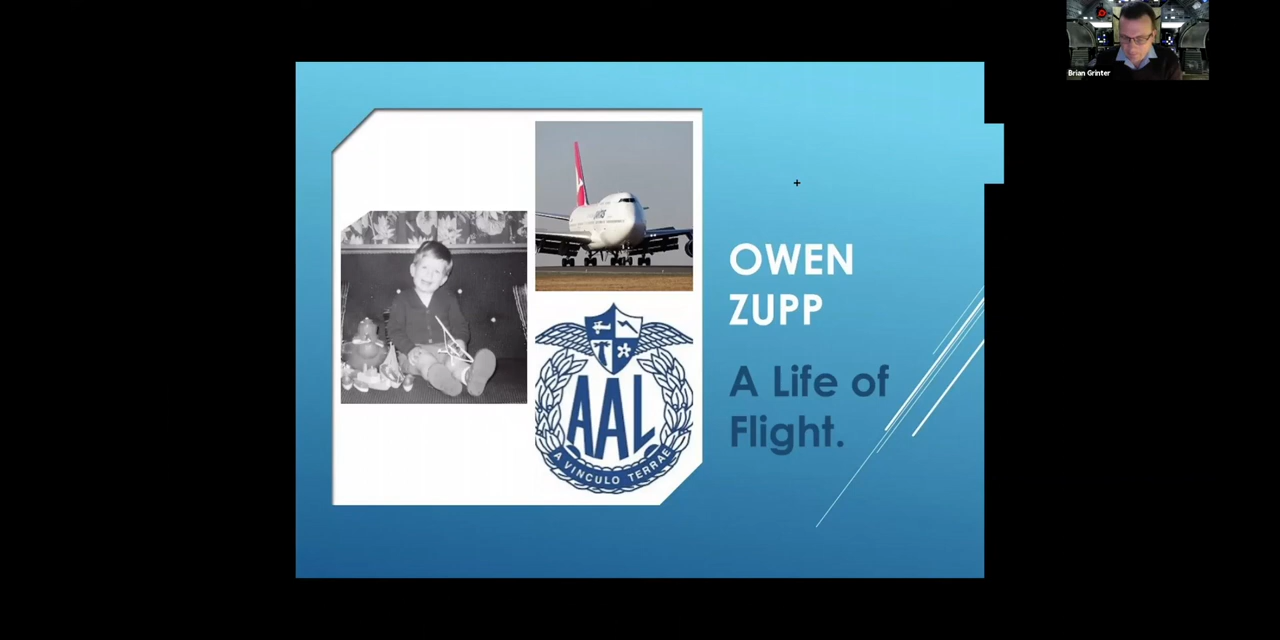 OWEN
ZUPP
A Life of
Flight.
AAL
A VINCULO TERRAE
Brian Grinter